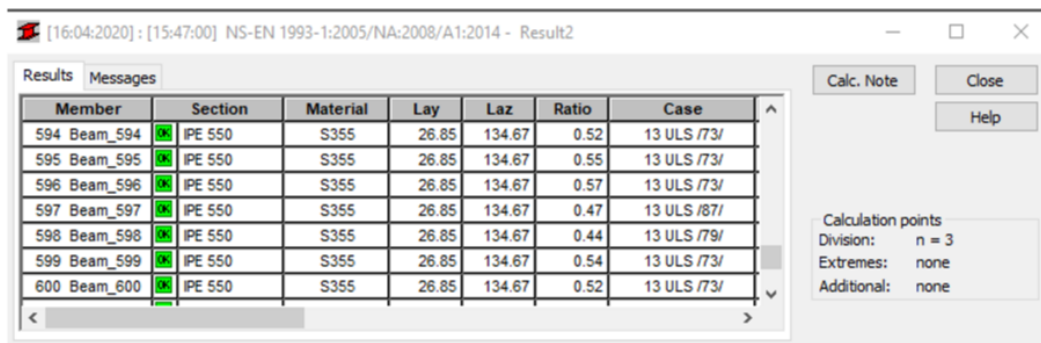 [16:04:2020] : [15:47:00] NS-EN 1993-1:2005/NA:2008/A1:2014 - Result2
Results Messages
Calc. Note Close
Help
Member Section Material Lay Laz Ratio Case
594 Beam_594 OK IPE 550 S355 26.85 134.67 0.52 13 ULS /73/
595 Beam_595 OK IPE 550 S355 26.85 134.67 0.55 13 ULS /73/
596 Beam_596 OK IPE 550 S355 26.85 134.67 0.57 13 ULS /73/
597 Beam_597 OK IPE 550 S355 26.85 134.67 0.47 13 ULS /87/
598 Beam_598 OK IPE 550 S355 26.85 134.67 0.44 13 ULS /79/
599 Beam_599 OK IPE 550 S355 26.85 134.67 0.54 13 ULS /73/
600 Beam_600 OK IPE 550 S355 26.85 134.67 0.52 13 ULS /73/
Calculation points
Division: n = 3
Extremes: none
Additional: none